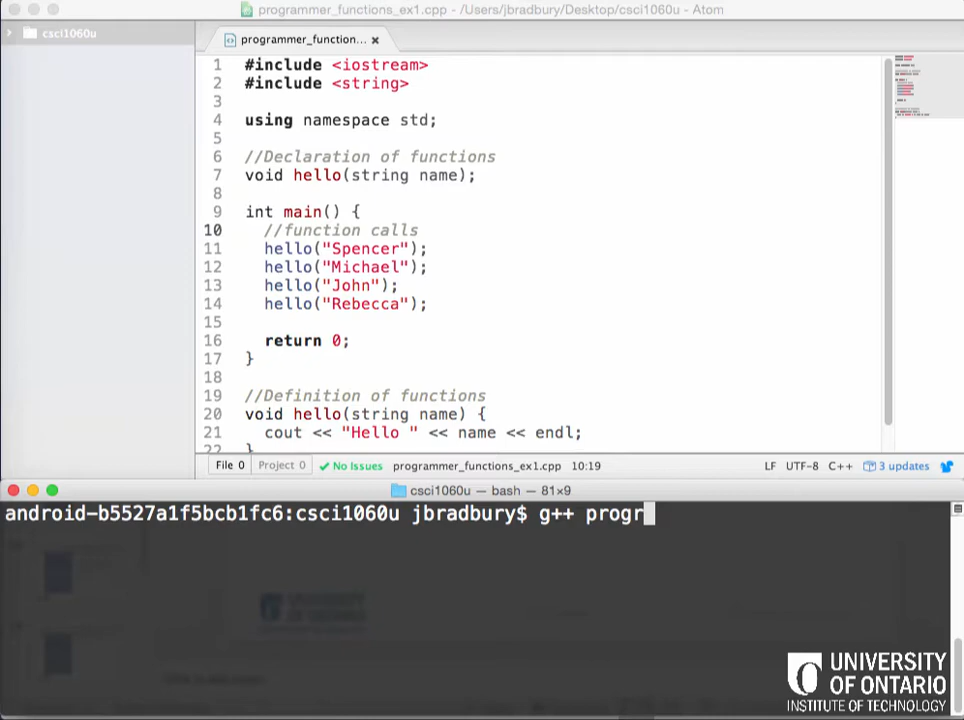 programmer_functions_ex1.cpp - /Users/jbradbury/Desktop/csci1060u - Atom
csci1060u
programmer_function... ×
1 #include <iostream>
2 #include <string>
3
4 using namespace std;
5
6 //Declaration of functions
7 void hello(string name);
8
9 int main() {
10 //function calls
11 hello("Spencer");
12 hello("Michael");
13 hello("John");
14 hello("Rebecca");
15
16 return 0;
17 }
18
19 //Definition of functions
20 void hello(string name) {
21 cout << "Hello " << name << endl;
22 }
File 0 Project 0 ✓ No Issues programmer_functions_ex1.cpp 10:19 LF UTF-8 C++ 3 updates
csci1060u — bash — 81×9
android-b5527a1f5bcb1fc6:csci1060u jbradbury$ g++ progr
UNIVERSITY
OF ONTARIO
INSTITUTE OF TECHNOLOGY